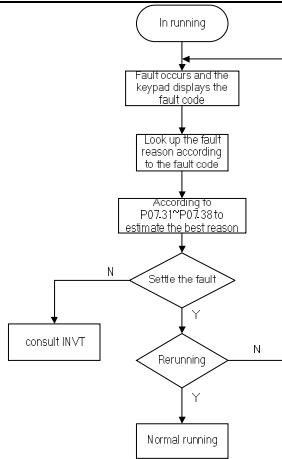 In running
Fault occurs and the
keypad displays the
fault code
Look up the fault
reason according
to the fault code
According to
P07.31~P07.38 to
estimate the best reason
Settle the fault
N
Y
consult INVT
Rerunning
N
Y
Normal running